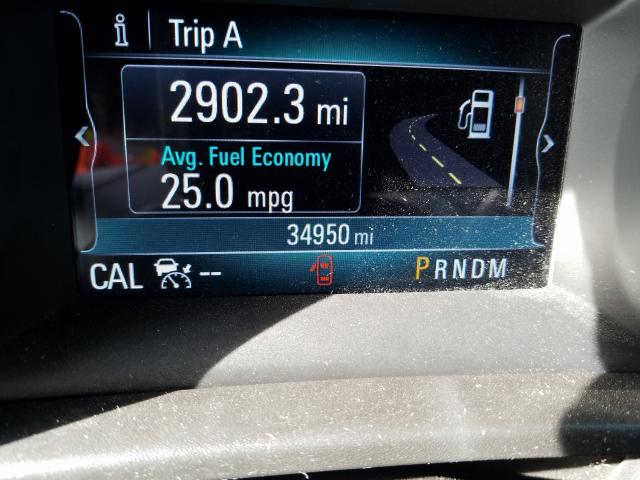 i Trip A
2902.3 mi
Avg. Fuel Economy
25.0 mpg
34950 mi
CAL -- PRNDM